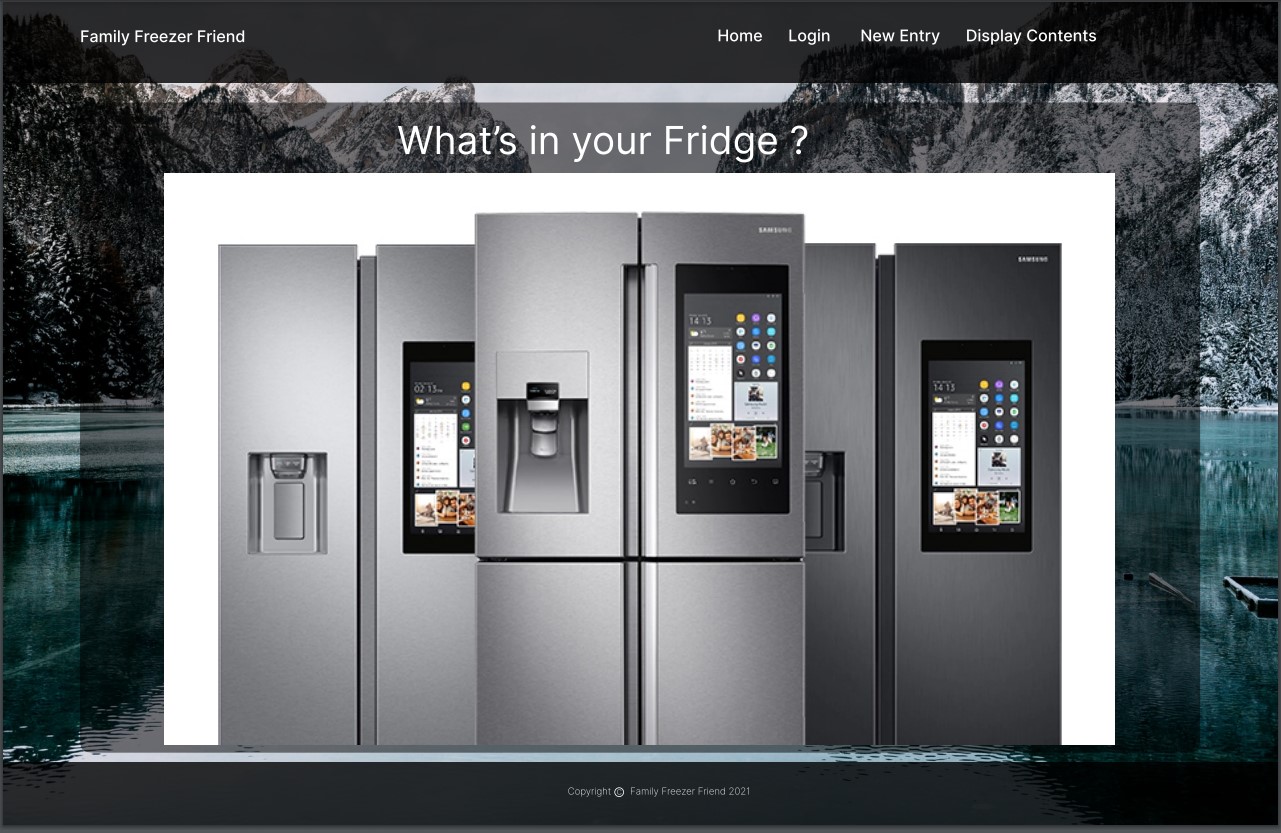 Family Freezer Friend
Home Login New Entry Display Contents
What’s in your Fridge ?
SAMSUNG
SAMSUNG
14:13
02:13
14:13
Copyright © Family Freezer Friend 2021